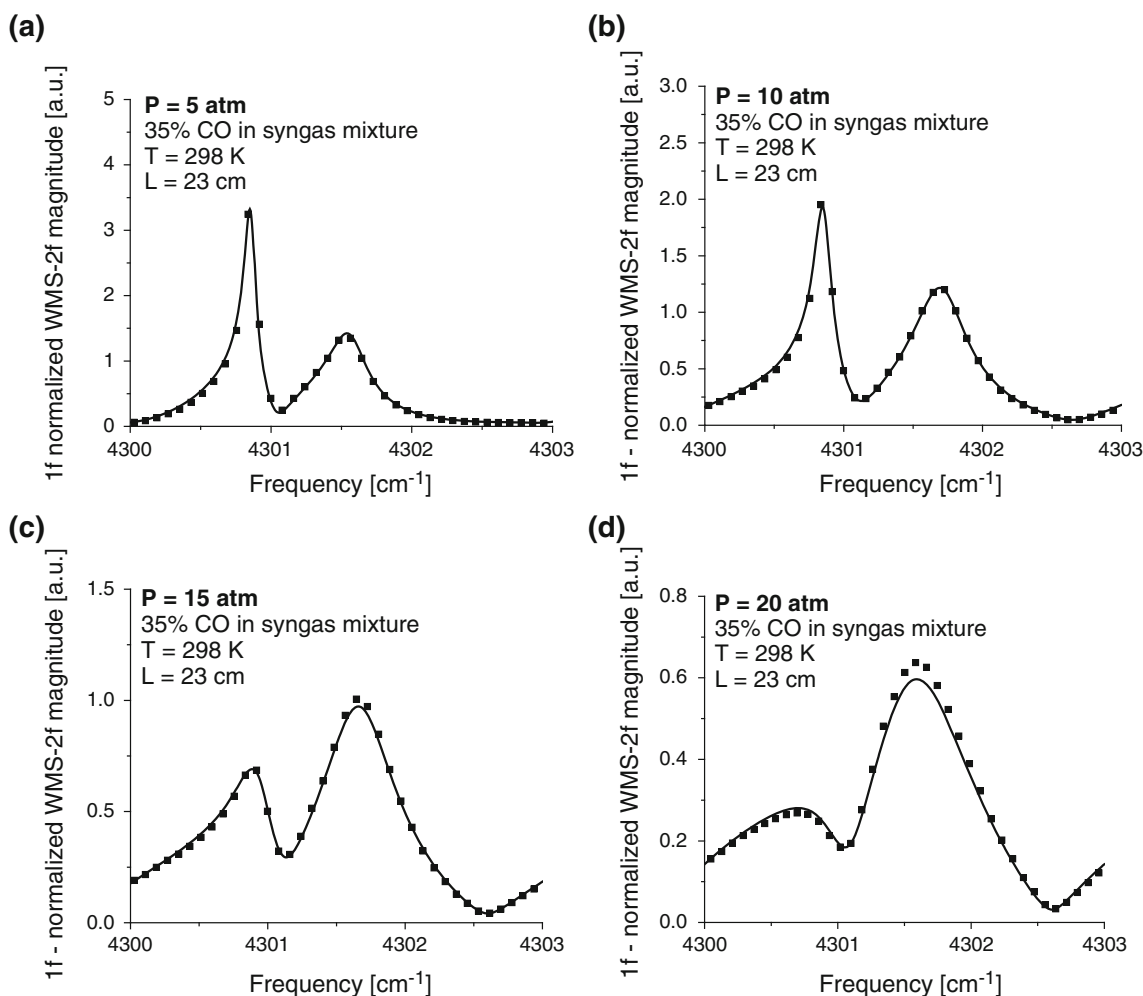 (a)
1f normalized WMS-2f magnitude [a.u.]
5
4
3
2
1
0
P = 5 atm
35% CO in syngas mixture
T = 298 K
L = 23 cm
4300
4301
4302
4303
Frequency [cm-1]
(b)
1f - normalized WMS-2f magnitude [a.u.]
3.0
2.5
2.0
1.5
1.0
0.5
0.0
P = 10 atm
35% CO in syngas mixture
T = 298 K
L = 23 cm
4300
4301
4302
4303
Frequency [cm-1]
(c)
1f - normalized WMS-2f magnitude [a.u.]
1.5
1.0
0.5
0.0
P = 15 atm
35% CO in syngas mixture
T = 298 K
L = 23 cm
4300
4301
4302
4303
Frequency [cm-1]
(d)
1f - normalized WMS-2f magnitude [a.u.]
0.8
0.6
0.4
0.2
0.0
P = 20 atm
35% CO in syngas mixture
T = 298 K
L = 23 cm
4300
4301
4302
4303
Frequency [cm-1]